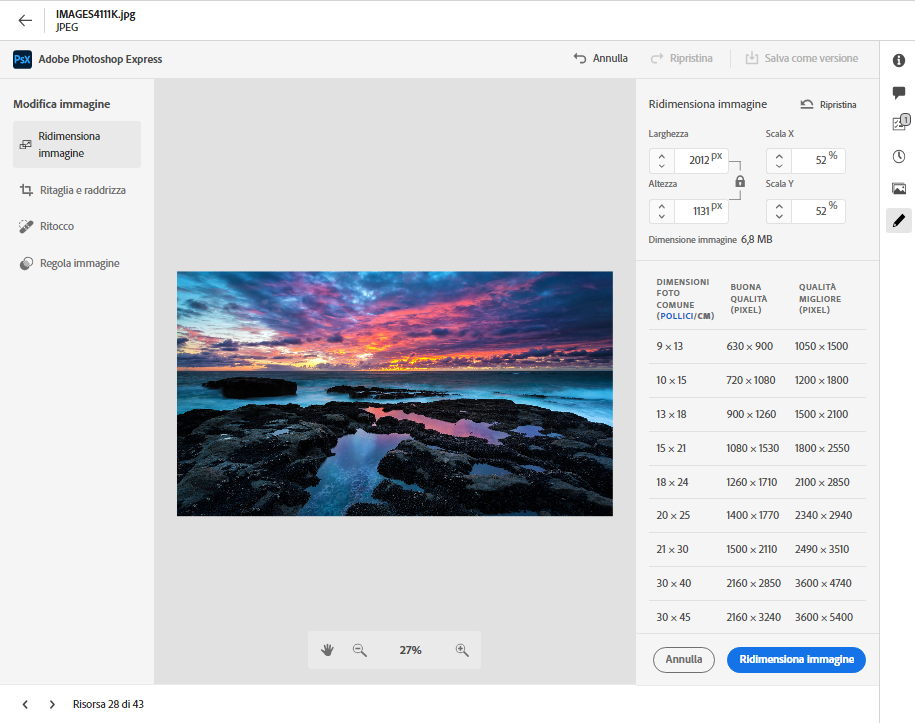 IMAGES4111K.jpg
JPEG
PsX Adobe Photoshop Express
Annulla
Ripristina
Salva come versione
1
Modifica immagine
Ridimensiona
immagine
Ritaglia e raddrizza
Ritocco
Regola immagine
27%
Ridimensiona immagine
Ripristina
Larghezza
Scala X
2012 px
52 %
Altezza
Scala Y
1131 px
52 %
Dimensione immagine 6,8 MB
DIMENSIONI
FOTO
COMUNE
(POLLICI/CM)
BUONA
QUALITÀ
(PIXEL)
QUALITÀ
MIGLIORE
(PIXEL)
9 × 13 630 × 900 1050 × 1500
10 × 15 720 × 1080 1200 × 1800
13 × 18 900 × 1260 1500 × 2100
15 × 21 1080 × 1530 1800 × 2550
18 × 24 1260 × 1710 2100 × 2850
20 × 25 1400 × 1770 2340 × 2940
21 × 30 1500 × 2110 2490 × 3510
30 × 40 2160 × 2850 3600 × 4740
30 × 45 2160 × 3240 3600 × 5400
Annulla
Ridimensiona immagine
Risorsa 28 di 43